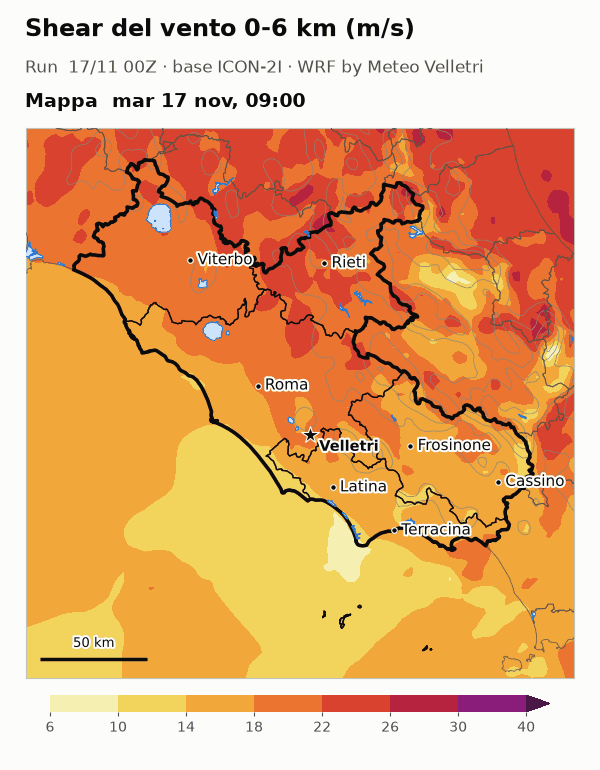 Shear del vento 0-6 km (m/s)
Run  17/11 00Z · base ICON-2I · WRF by Meteo Velletri
Mappa  mar 17 nov, 09:00
Viterbo
Rieti
Roma
Velletri
Frosinone
Latina
Cassino
Terracina
50 km
6 10 14 18 22 26 30 40